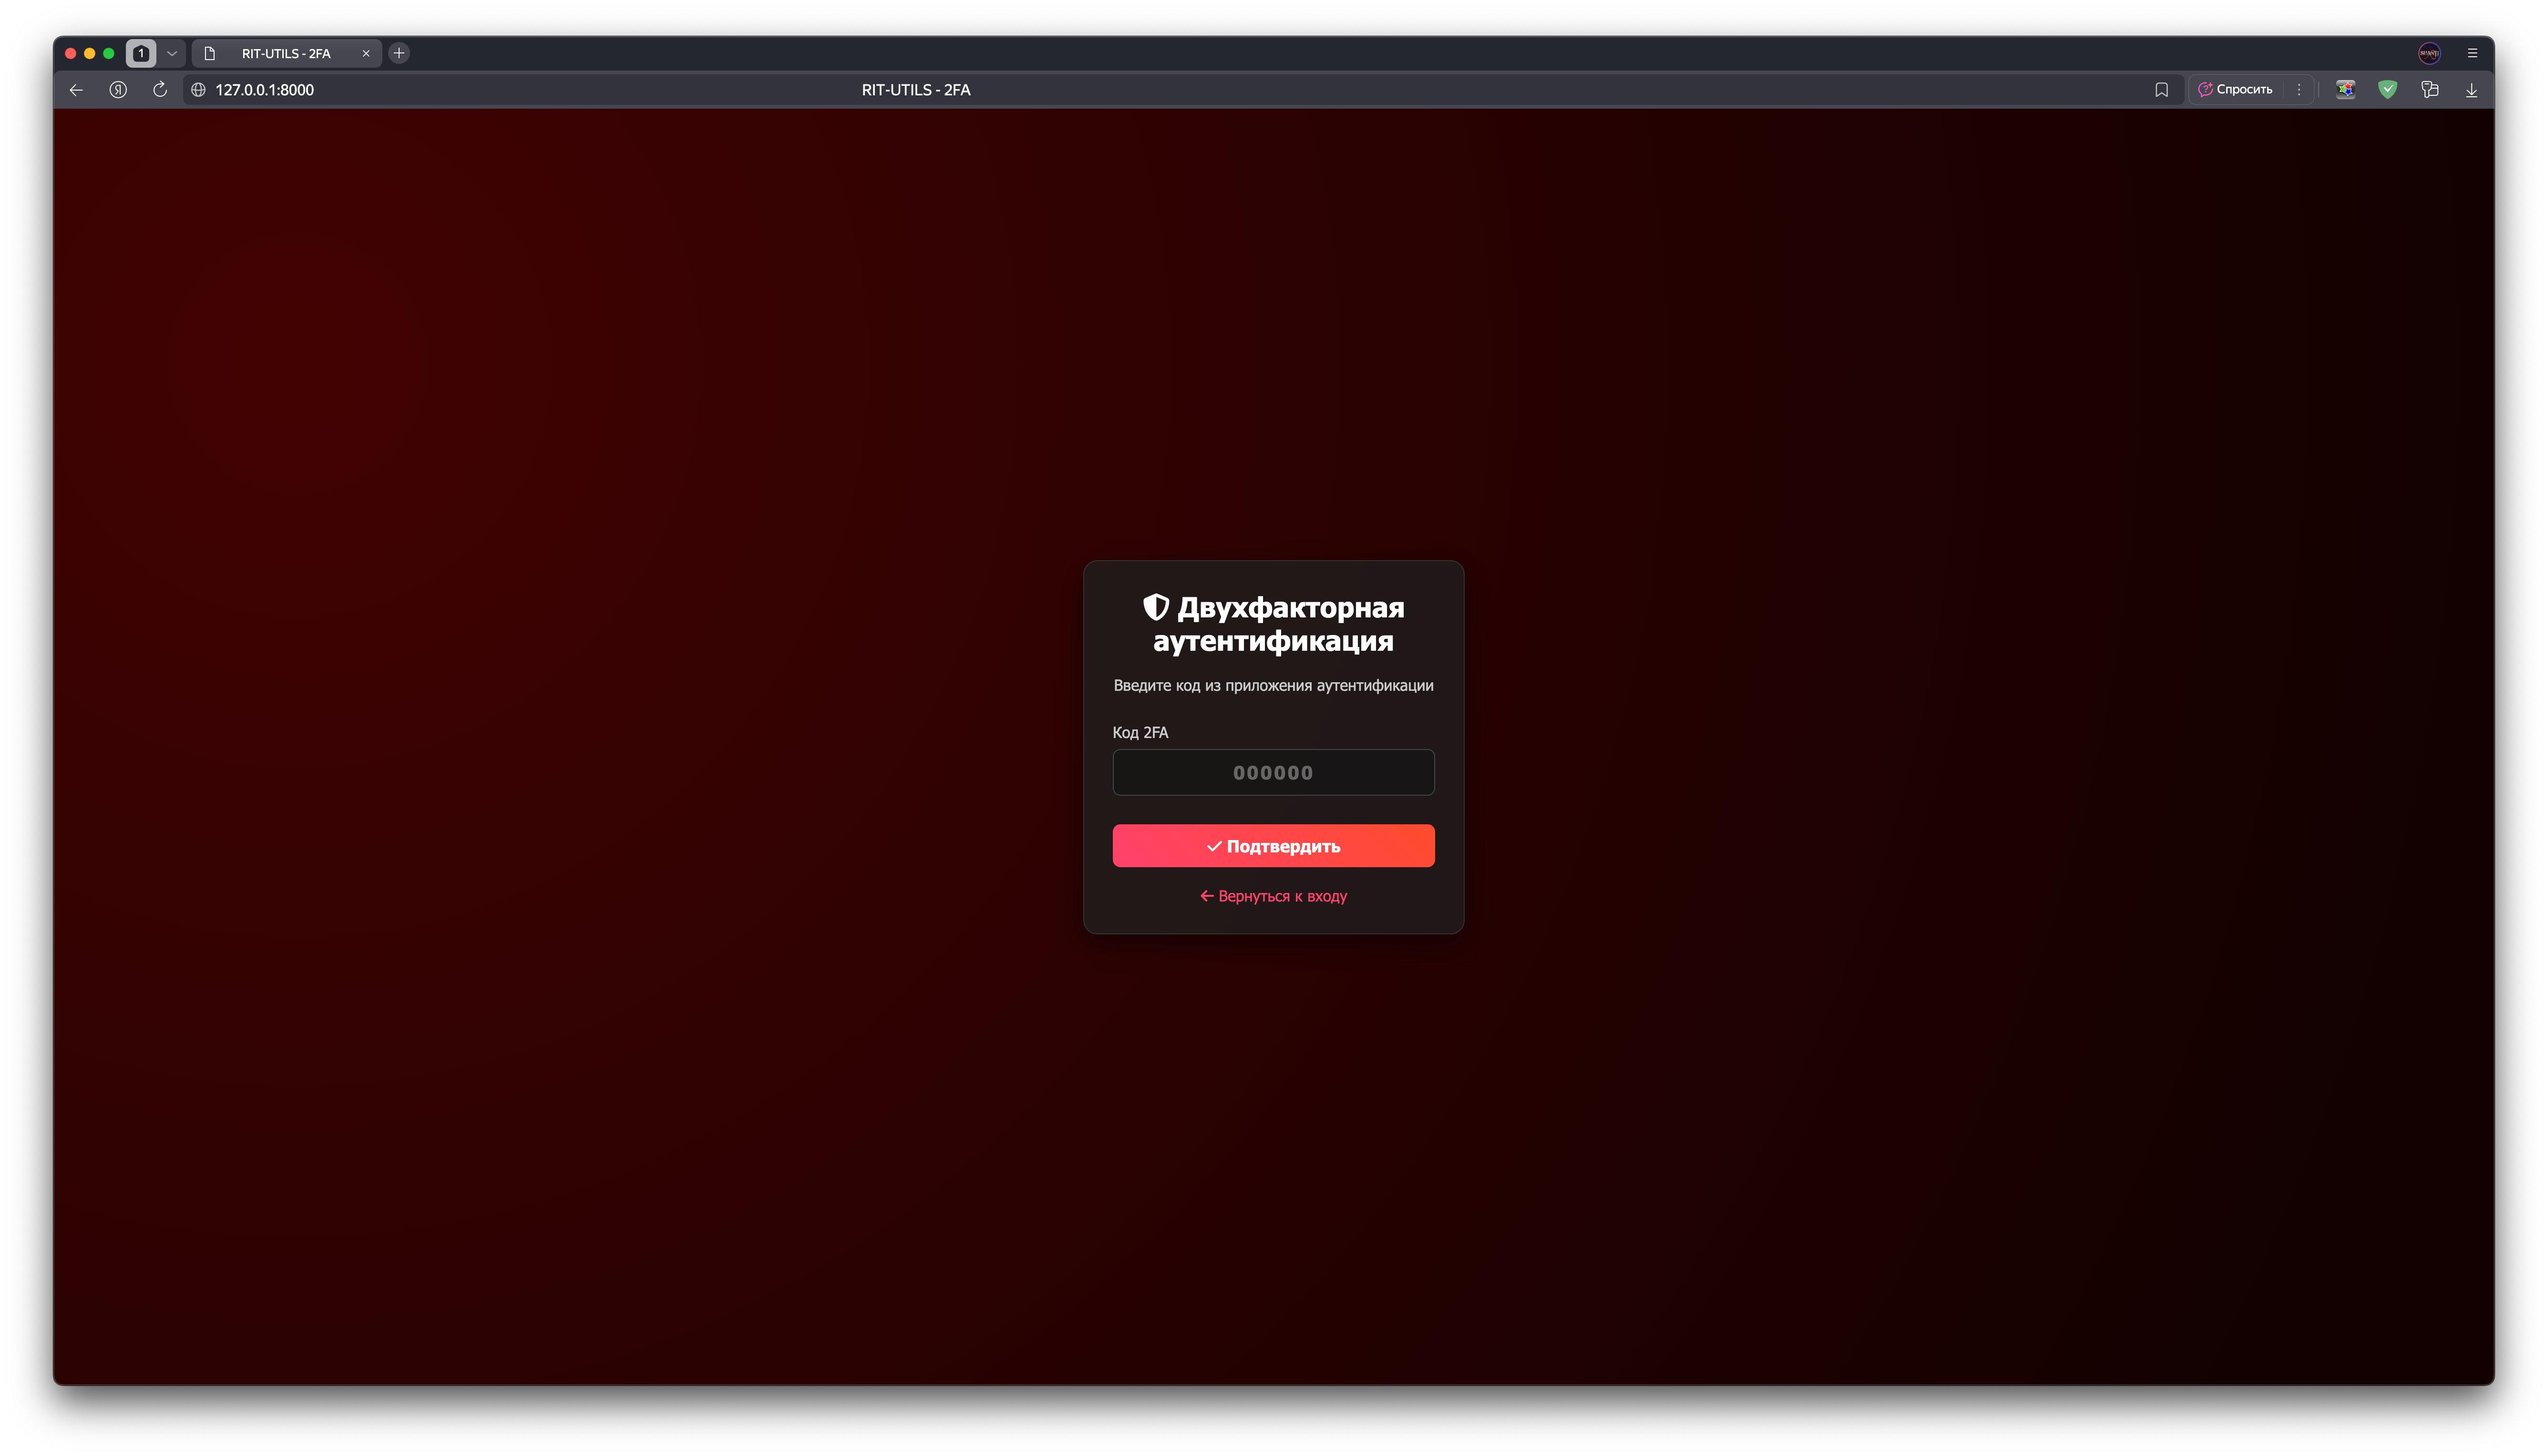 1
RIT-UTILS - 2FA
127.0.0.1:8000
RIT-UTILS - 2FA
Спросить
Двухфакторная
аутентификация
Введите код из приложения аутентификации
Код 2FA
000000
Подтвердить
Вернуться к входу